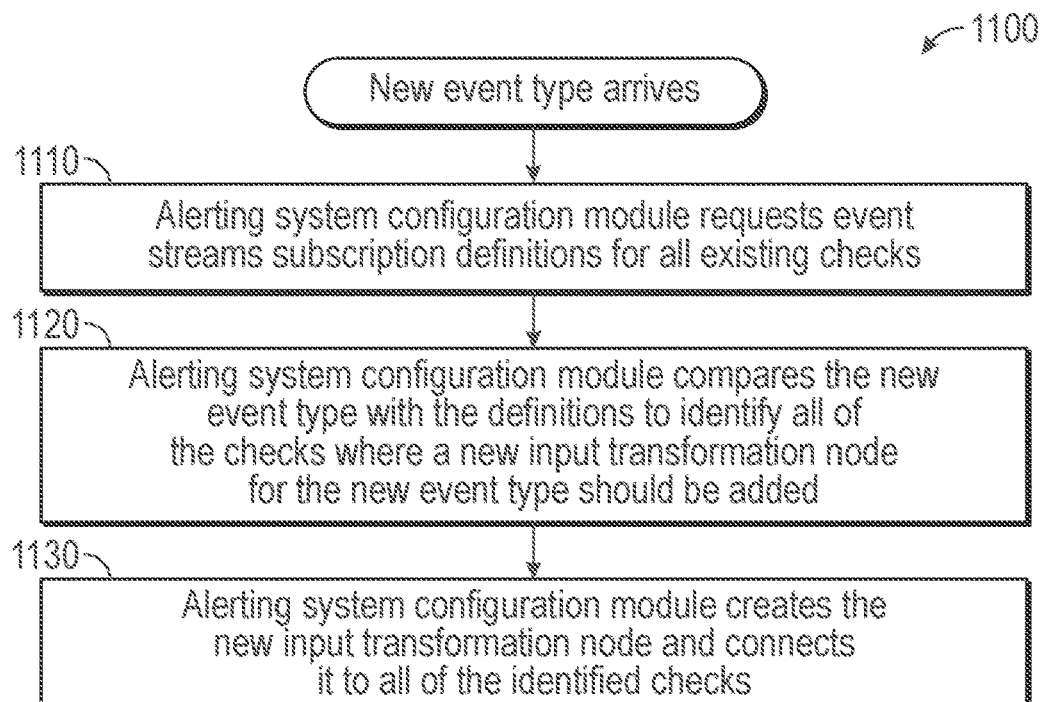 1100
New event type arrives
1110
Alerting system configuration module requests event
streams subscription definitions for all existing checks
1120
Alerting system configuration module compares the new
event type with the definitions to identify all of
the checks where a new input transformation node
for the new event type should be added
1130
Alerting system configuration module creates the
new input transformation node and connects
it to all of the identified checks